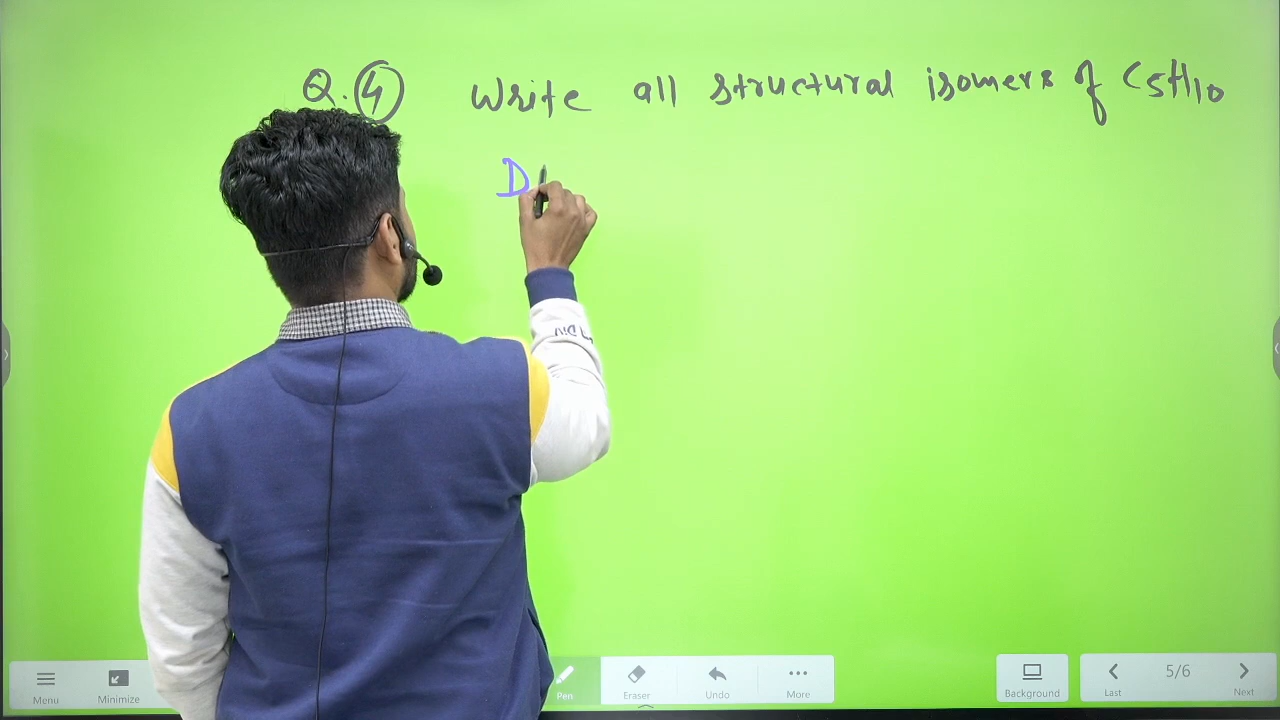 Q.④ Write all structural isomers of C5H10
D
Menu Minimize Pen Eraser Undo More Background Last 5/6 Next